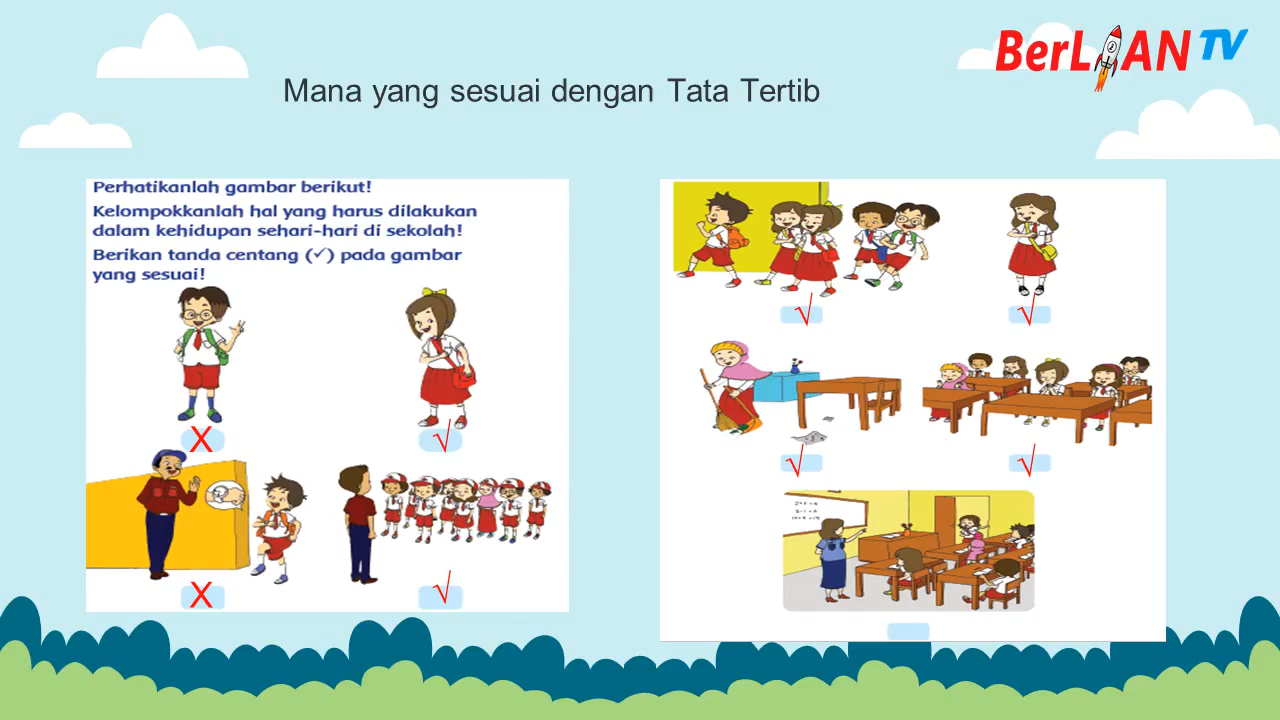 BerLIAN TV
Mana yang sesuai dengan Tata Tertib
Perhatikanlah gambar berikut!
Kelompokkanlah hal yang harus dilakukan
dalam kehidupan sehari-hari di sekolah!
Berikan tanda centang (✓) pada gambar
yang sesuai!
√
√
X
√
√
√
X
√